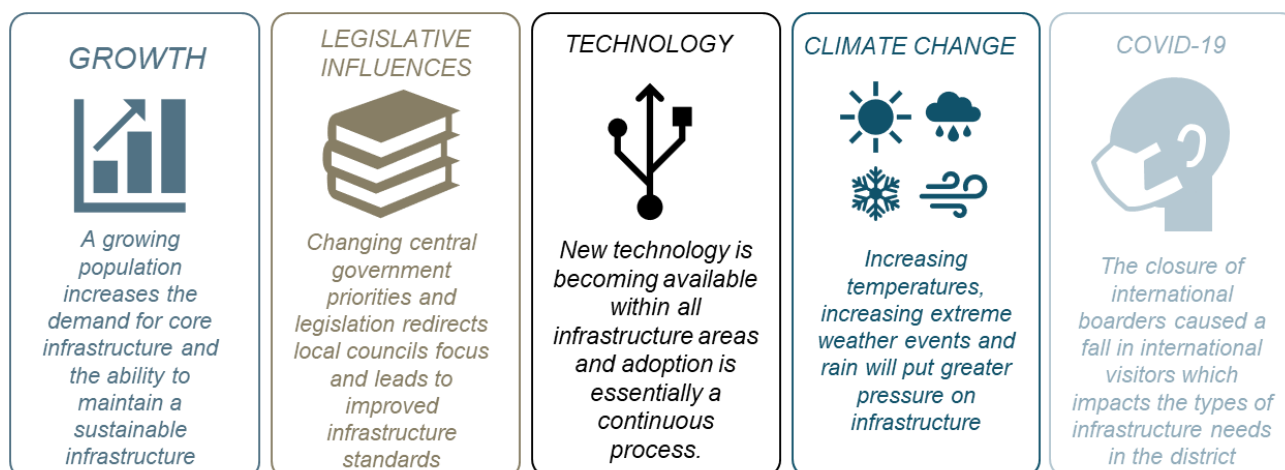 GROWTH
A growing
population
increases the
demand for core
infrastructure and
the ability to
maintain a
sustainable
infrastructure
LEGISLATIVE
INFLUENCES
Changing central
government
priorities and
legislation redirects
local councils focus
and leads to
improved
infrastructure
standards
TECHNOLOGY
New technology is
becoming available
within all
infrastructure areas
and adoption is
essentially a
continuous
process.
CLIMATE CHANGE
Increasing
temperatures,
increasing extreme
weather events and
rain will put greater
pressure on
infrastructure
COVID-19
The closure of
international
boarders caused a
fall in international
visitors which
impacts the types of
infrastructure needs
in the district